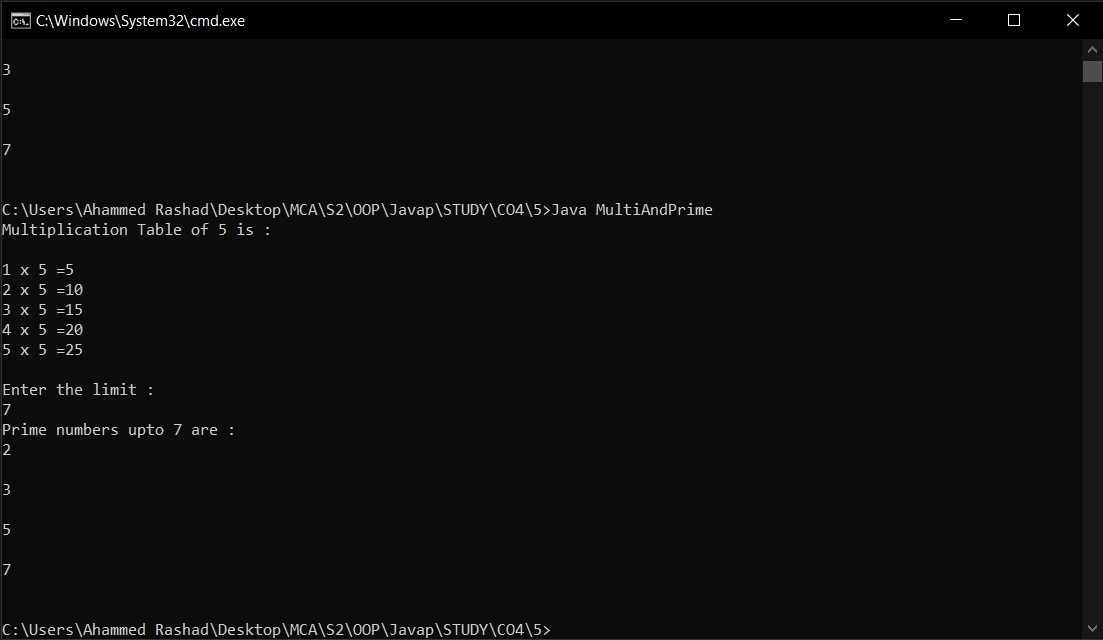 C:\Windows\System32\cmd.exe
3
5
7
C:\Users\Ahammed Rashad\Desktop\MCA\S2\OOP\Javap\STUDY\CO4\5>Java MultiAndPrime
Multiplication Table of 5 is :
1 x 5 =5
2 x 5 =10
3 x 5 =15
4 x 5 =20
5 x 5 =25
Enter the limit :
7
Prime numbers upto 7 are :
2
3
5
7
C:\Users\Ahammed Rashad\Desktop\MCA\S2\OOP\Javap\STUDY\CO4\5>